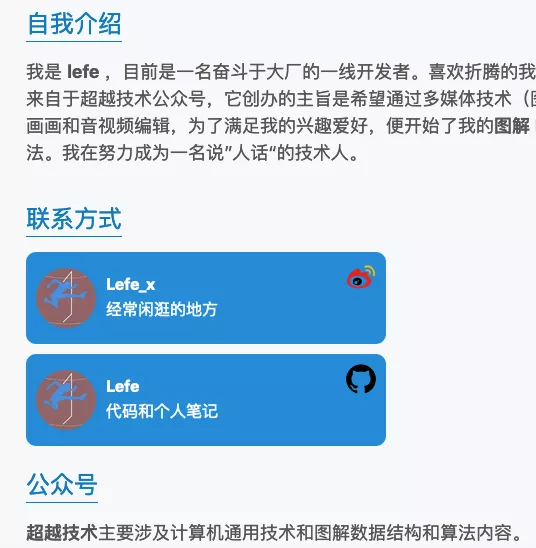 自我介绍
我是 lefe ，目前是一名奋斗于大厂的一线开发者。喜欢折腾的我
来自于超越技术公众号，它创办的主旨是希望通过多媒体技术（
画画和音视频编辑，为了满足我的兴趣爱好，便开始了我的图解
法。我在努力成为一名说”人话“的技术人。
联系方式
Lefe_x
经常闲逛的地方
Lefe
代码和个人笔记
公众号
超越技术主要涉及计算机通用技术和图解数据结构和算法内容。